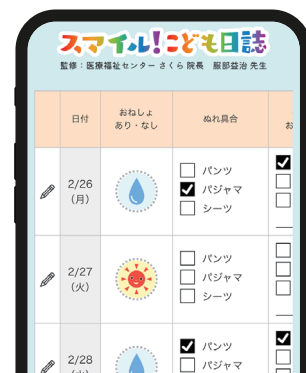 スマイル!こども日誌
監修:医療福祉センター さくら 院長 服部益治 先生
日付
おねしょ
あり・なし
ぬれ具合
お
2/26
(月)
パンツ
パジャマ
シーツ
2/27
(火)
パンツ
パジャマ
シーツ
2/28
パンツ
パジャマ